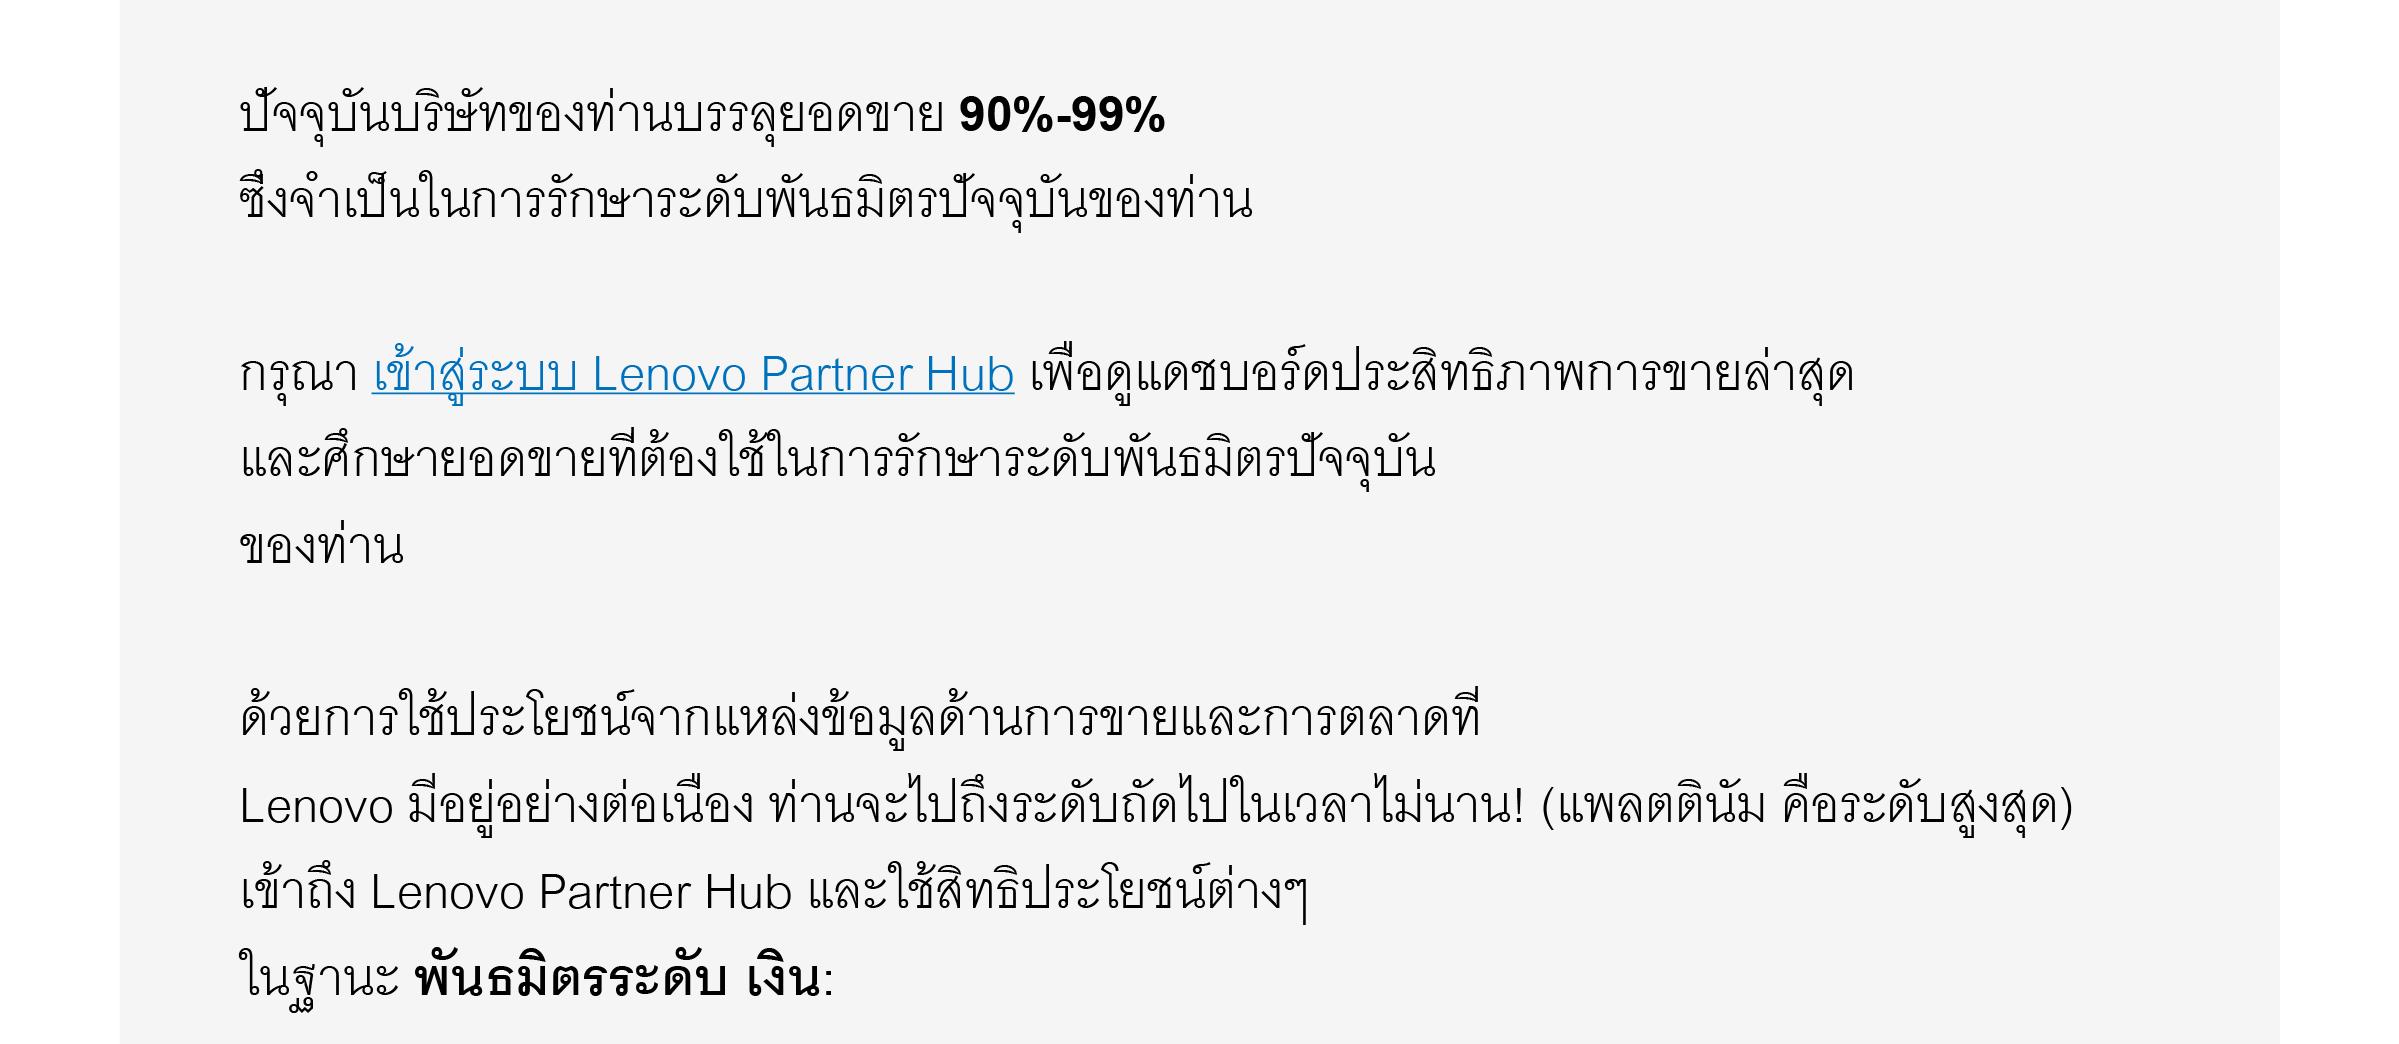 ปัจจุบันบริษัทของท่านบรรลุยอดขาย 90%-99%
ซึ่งจำเป็นในการรักษาระดับพันธมิตรปัจจุบันของท่าน
กรุณา เข้าสู่ระบบ Lenovo Partner Hub เพื่อดูแดชบอร์ดประสิทธิภาพการขายล่าสุด
และศึกษายอดขายที่ต้องใช้ในการรักษาระดับพันธมิตรปัจจุบัน
ของท่าน
ด้วยการใช้ประโยชน์จากแหล่งข้อมูลด้านการขายและการตลาดที่
Lenovo มีอยู่อย่างต่อเนื่อง ท่านจะไปถึงระดับถัดไปในเวลาไม่นาน! (แพลตตินัม คือระดับสูงสุด)
เข้าถึง Lenovo Partner Hub และใช้สิทธิประโยชน์ต่างๆ
ในฐานะ พันธมิตรระดับ เงิน: